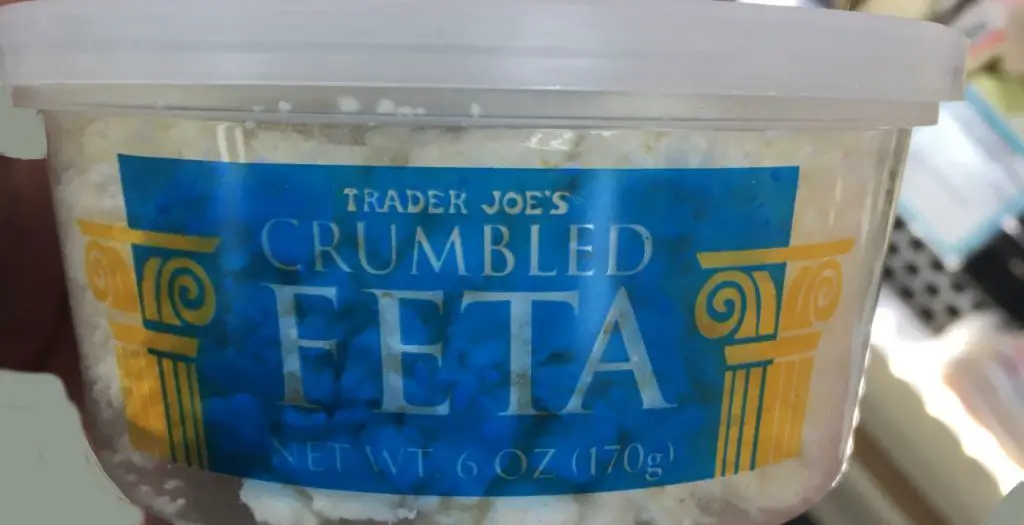 TRADER JOE'S
CRUMBLED
FETA
NET WT. 6 OZ (170g)